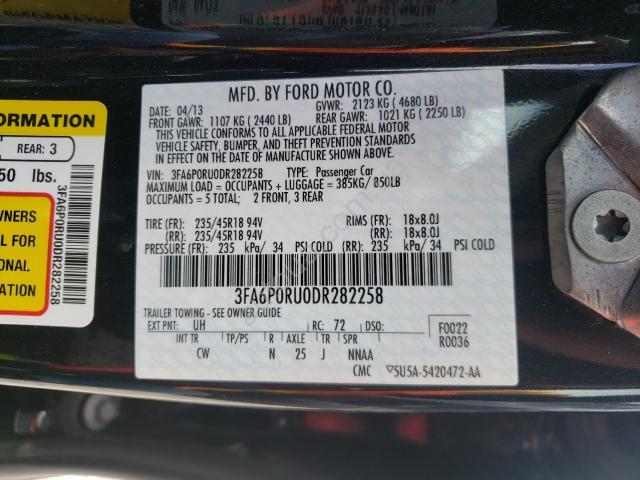 MFD. BY FORD MOTOR CO.
DATE: 04/13 GVWR: 2123 KG ( 4680 LB)
FRONT GAWR: 1107 KG ( 2440 LB) REAR GAWR: 1021 KG ( 2250 LB)
THIS VEHICLE CONFORMS TO ALL APPLICABLE FEDERAL MOTOR
VEHICLE SAFETY, BUMPER, AND THEFT PREVENTION STANDARDS
IN EFFECT ON THE DATE OF MANUFACTURE SHOWN ABOVE.
VIN: 3FA6P0RU0DR282258 TYPE: Passenger Car
MAXIMUM LOAD = OCCUPANTS + LUGGAGE = 385KG/ 850LB
OCCUPANTS = 5 TOTAL; 2 FRONT, 3 REAR
TIRE (FR): 235/45R18 94V RIMS (FR): 18x8.0J
(RR): 235/45R18 94V (RR): 18x8.0J
PRESSURE (FR): 235 kPa/ 34 PSI COLD (RR): 235 kPa/ 34 PSI COLD
3FA6P0RU0DR282258
TRAILER TOWING - SEE OWNER GUIDE
EXT PNT: UH RC: 72 DSO: F0022
R0036
INT TR TP/PS R AXLE TR SPR
CW N 25 J NNAA
CMC ▽5U5A-5420472-AA
ORMATION
REAR: 3
50 lbs.
WNERS
L FOR
ONAL
N
3FA6P0RU0DR282258